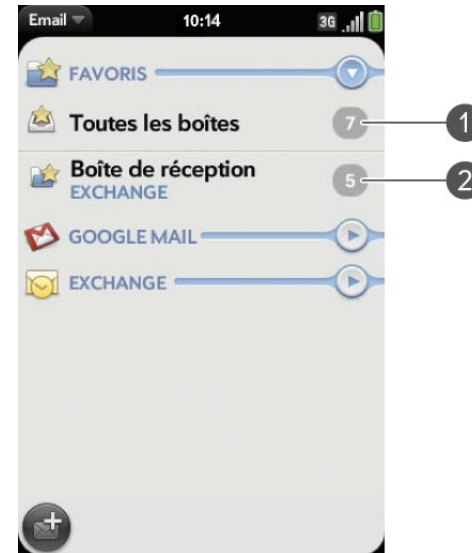 Email 10:14 3G
FAVORIS
Toutes les boîtes 7 1
Boîte de réception
EXCHANGE 5 2
GOOGLE MAIL
EXCHANGE